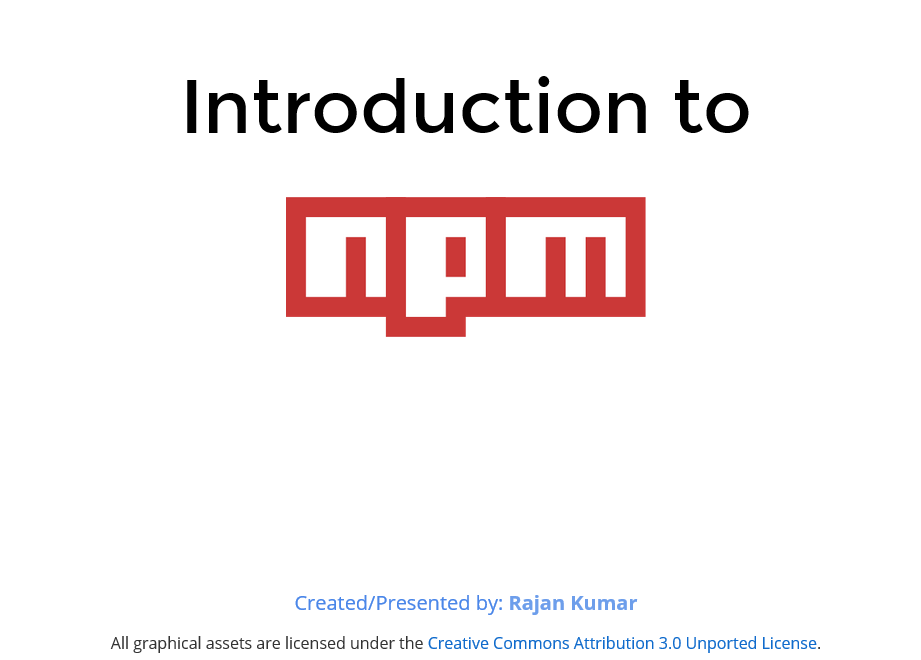 Introduction to
npm
Created/Presented by: Rajan Kumar
All graphical assets are licensed under the Creative Commons Attribution 3.0 Unported License.